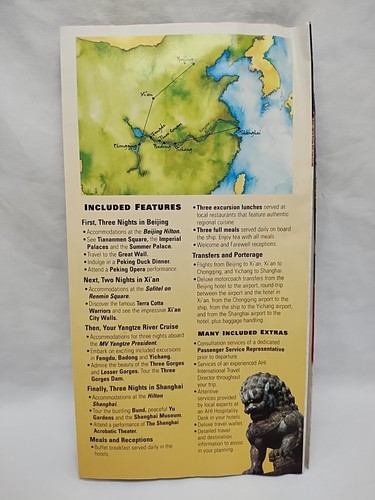 Beijing
Xi'an
Fengdu
Three Gorges
Chongqing
Badong
Yichang
Shanghai
INCLUDED FEATURES
First, Three Nights in Beijing
• Accommodations at the Beijing Hilton.
• See Tiananmen Square, the Imperial
Palaces and the Summer Palace.
• Travel to the Great Wall.
• Indulge in a Peking Duck Dinner.
• Attend a Peking Opera performance.
Next, Two Nights in Xi'an
• Accommodations at the Sofitel on
Renmin Square.
• Discover the famous Terra Cotta
Warriors and see the impressive Xi'an
City Walls.
Then, Your Yangtze River Cruise
• Accommodations for three nights aboard
the MV Yangtze President.
• Embark on exciting included excursions
in Fengdu, Badong and Yichang.
• Admire the beauty of the Three Gorges
and Lesser Gorges. Tour the Three
Gorges Dam.
Finally, Three Nights in Shanghai
• Accommodations at the Hilton
Shanghai.
• Tour the bustling Bund, peaceful Yu
Gardens and the Shanghai Museum.
• Attend a peformance of The Shanghai
Acrobatic Theater.
Meals and Receptions
• Buffet breakfast served daily in the
hotels
• Three excursion lunches served at
local restaurants that feature authentic
regional cuisine
• Three full meals served daily on board
the ship. Enjoy tea with all meals
• Welcome and Farewell receptions
Transfers and Porterage
• Flights from Beijing to Xi'an, Xi'an to
Chongqing, and Yichang to Shanghai.
• Deluxe motorcoach transfers from the
Beijing hotel to the airport, round-trip
between the airport and the hotel in
Xi'an, from the Chongqing airport to the
ship, from the ship to the Yichang airport,
and from the Shanghai airport to the
hotel, plus baggage handling
MANY INCLUDED EXTRAS
• Consultation services of a dedicated
Passenger Service Representative
prior to departure.
• Services of an experienced AHI
International Travel
Director throughout
your trip.
• Attentive
services provided
by local experts at
an AHI Hospitality
Desk in your hotels.
• Deluxe travel wallet.
• Detailed travel
and destination
information to assist
in your planning